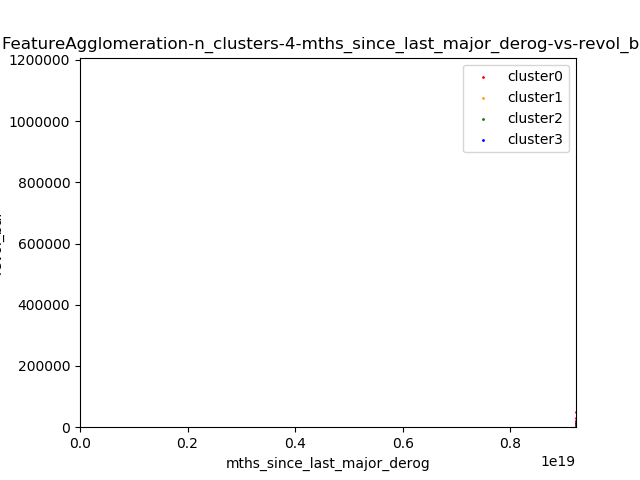 FeatureAgglomeration-n_clusters-4-mths_since_last_major_derog-vs-revol_b
1200000
1000000
800000
600000
400000
200000
0
0.0 0.2 0.4 0.6 0.8
1e19
mths_since_last_major_derog
cluster0
cluster1
cluster2
cluster3